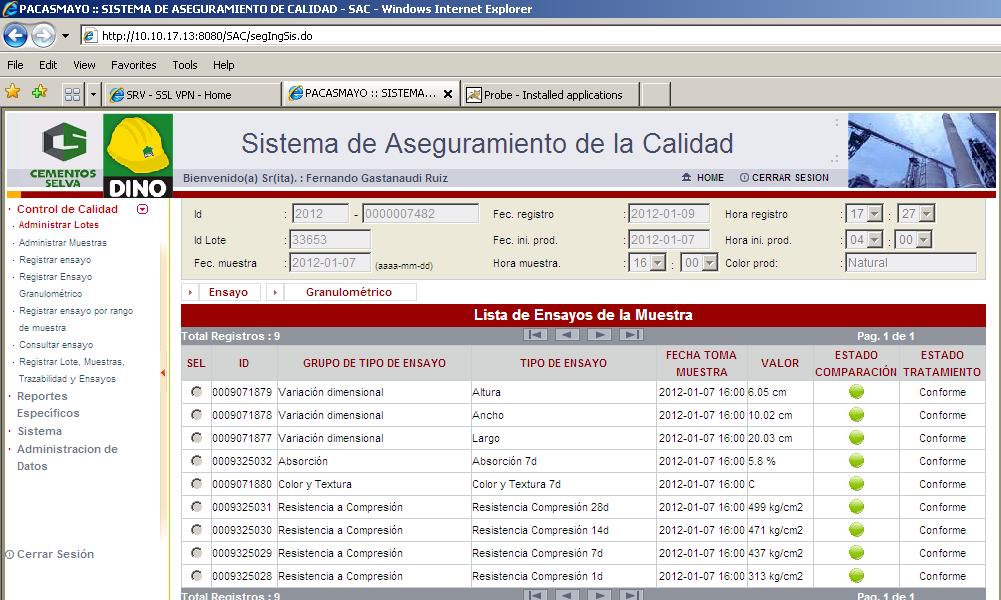 PACASMAYO :: SISTEMA DE ASEGURAMIENTO DE CALIDAD - SAC - Windows Internet Explorer
http://10.10.17.13:8080/SAC/segIngSis.do
File Edit View Favorites Tools Help
SRV - SSL VPN - Home PACASMAYO :: SISTEMA... Probe - Installed applications
CEMENTOS SELVA
DINO
Sistema de Aseguramiento de la Calidad
Bienvenido(a) Sr(ita). : Fernando Gastanaudi Ruiz HOME CERRAR SESION
Control de Calidad
Administrar Lotes
Administrar Muestras
Registrar ensayo
Registrar Ensayo
Granulométrico
Registrar ensayo por rango
de muestra
Consultar ensayo
Registrar Lote, Muestras,
Trazabilidad y Ensayos
Reportes
Específicos
Sistema
Administracion de
Datos
Cerrar Sesión
Id : 2012 - 0000007482 Fec. registro : 2012-01-09 Hora registro : 17 : 27
Id Lote : 33653 Fec. ini. prod. : 2012-01-07 Hora ini. prod. : 04 : 00
Fec. muestra : 2012-01-07 (aaaa-mm-dd) Hora muestra. : 16 : 00 Color prod: : Natural
Ensayo Granulométrico
Lista de Ensayos de la Muestra
Total Registros : 9 Pag. 1 de 1
SEL ID GRUPO DE TIPO DE ENSAYO TIPO DE ENSAYO FECHA TOMA MUESTRA VALOR ESTADO COMPARACIÓN ESTADO TRATAMIENTO
0009071879 Variación dimensional Altura 2012-01-07 16:00 6.05 cm Conforme
0009071878 Variación dimensional Ancho 2012-01-07 16:00 10.02 cm Conforme
0009071877 Variación dimensional Largo 2012-01-07 16:00 20.03 cm Conforme
0009325032 Absorción Absorción 7d 2012-01-07 16:00 5.8 % Conforme
0009071880 Color y Textura Color y Textura 7d 2012-01-07 16:00 C Conforme
0009325031 Resistencia a Compresión Resistencia Compresión 28d 2012-01-07 16:00 499 kg/cm2 Conforme
0009325030 Resistencia a Compresión Resistencia Compresión 14d 2012-01-07 16:00 471 kg/cm2 Conforme
0009325029 Resistencia a Compresión Resistencia Compresión 7d 2012-01-07 16:00 437 kg/cm2 Conforme
0009325028 Resistencia a Compresión Resistencia Compresión 1d 2012-01-07 16:00 313 kg/cm2 Conforme
Total Registros : 9 Pag. 1 de 1